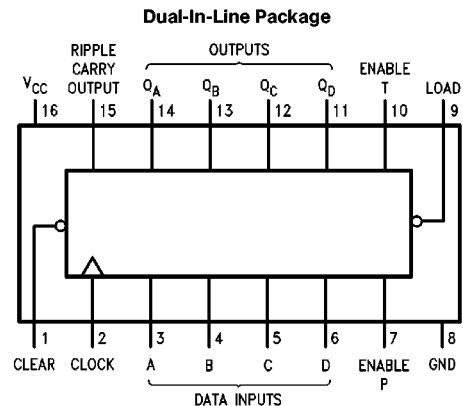 Dual-In-Line Package
RIPPLE
CARRY
OUTPUT
OUTPUTS
ENABLE
T
VCC QA QB QC QD LOAD
16 15 14 13 12 11 10 9
1 2 3 4 5 6 7 8
CLEAR CLOCK A B C D ENABLE GND
P
DATA INPUTS